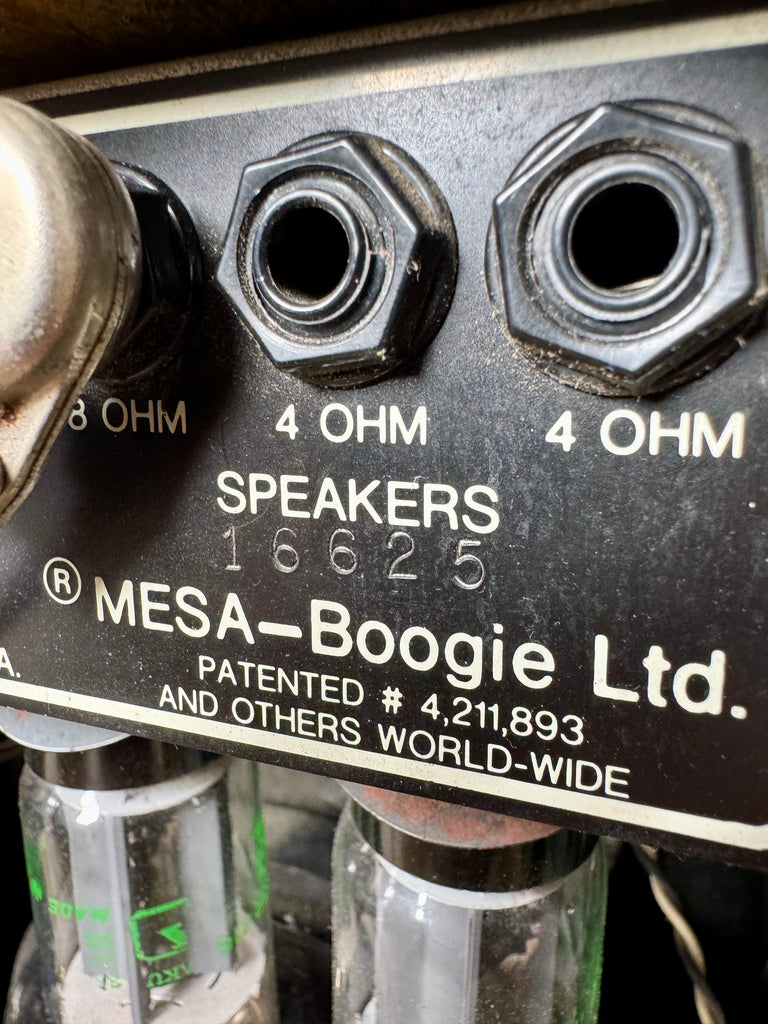 8 OHM 4 OHM 4 OHM
SPEAKERS
16625
® MESA-Boogie Ltd.
A.
PATENTED # 4,211,893
AND OTHERS WORLD-WIDE
MADE